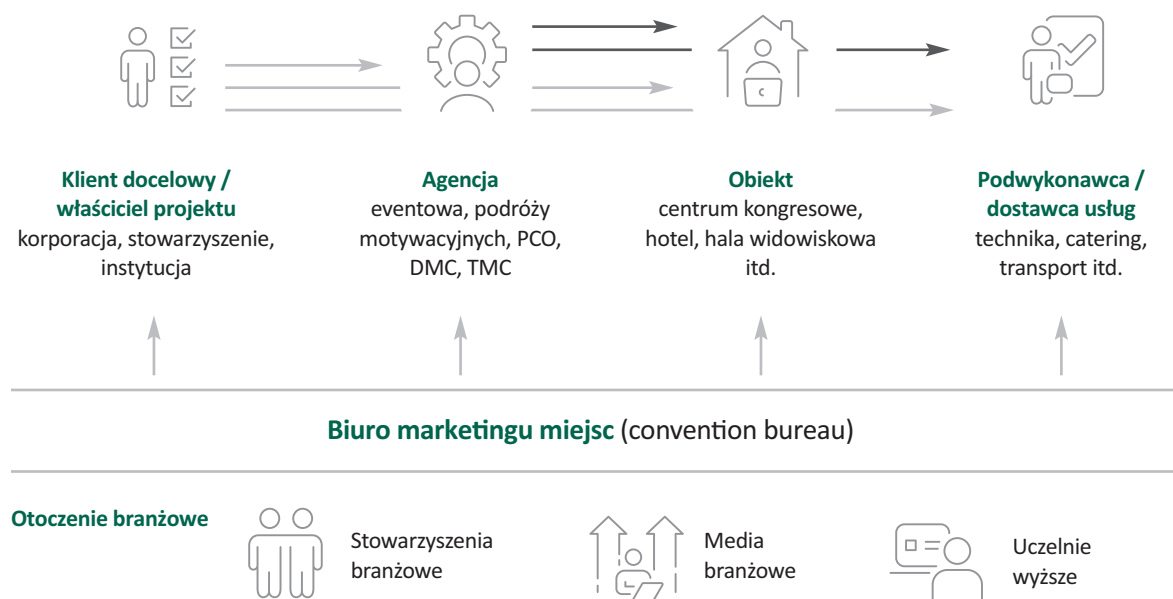 Klient docelowy /
właściciel projektu
korporacja, stowarzyszenie,
instytucja
Agencja
eventowa, podróży
motywacyjnych, PCO,
DMC, TMC
Obiekt
centrum kongresowe,
hotel, hala widowiskowa
itd.
Podwykonawca /
dostawca usług
technika, catering,
transport itd.
Biuro marketingu miejsc (convention bureau)
Otoczenie branżowe
Stowarzyszenia
branżowe
Media
branżowe
Uczelnie
wyższe